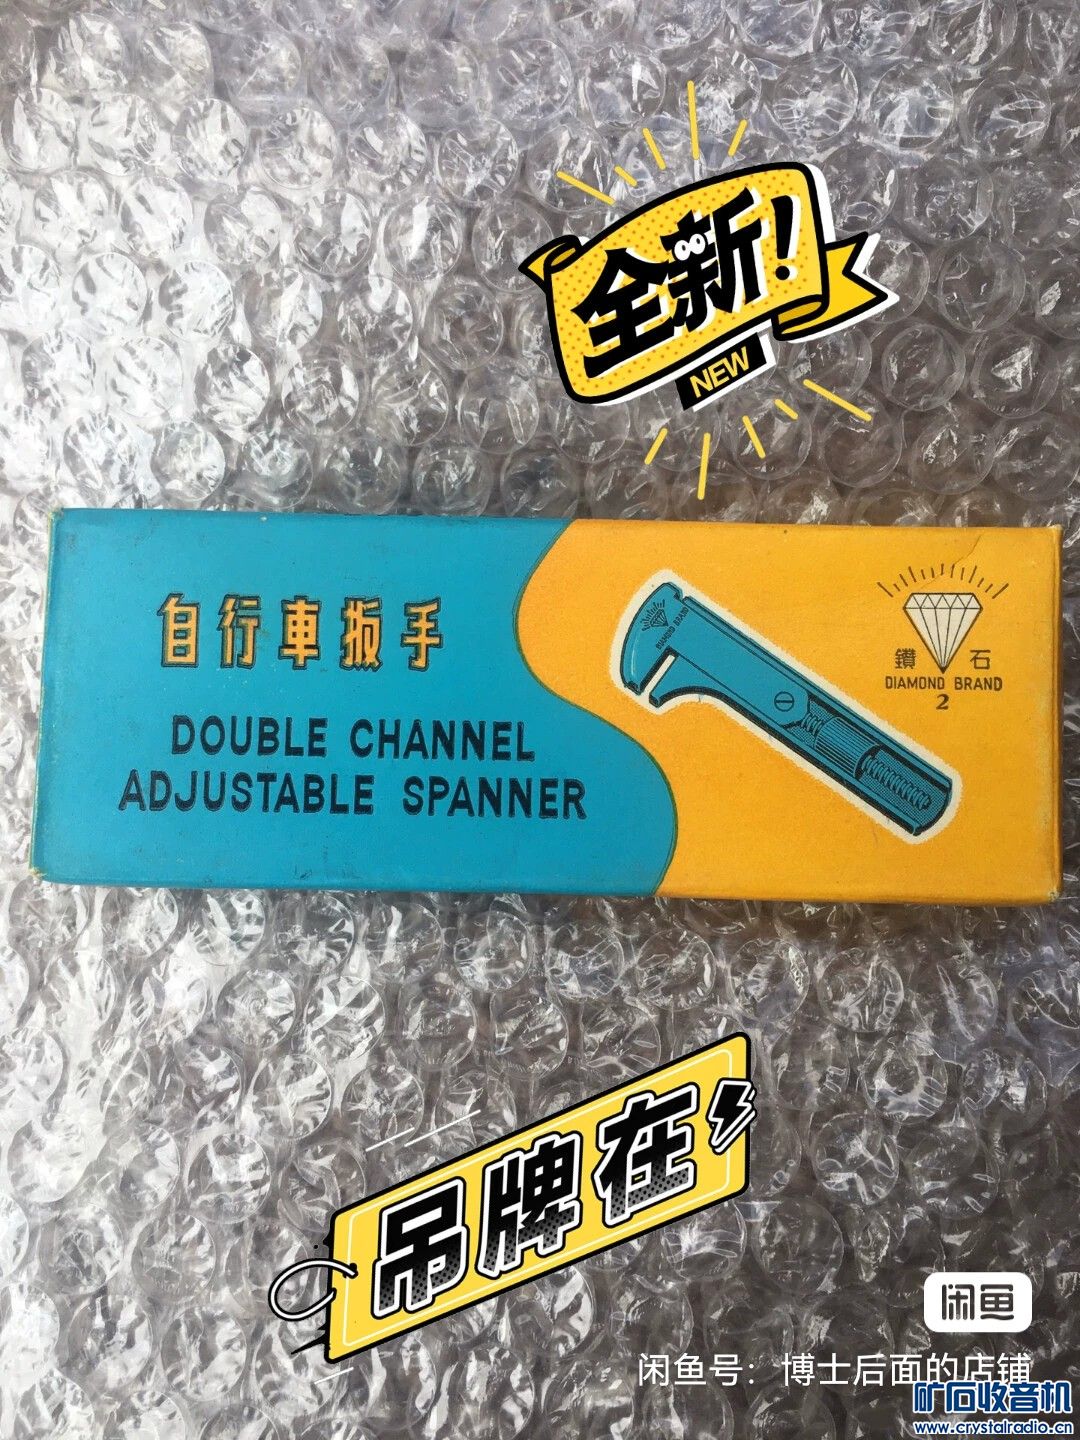 全新!
NEW
自行車扳手
DOUBLE CHANNEL
ADJUSTABLE SPANNER
DIAMOND BRAND
鑽石
DIAMOND BRAND
2
吊牌在
闲鱼
闲鱼号：博士后面的店铺
矿石收音机
www.crystalradio.cn